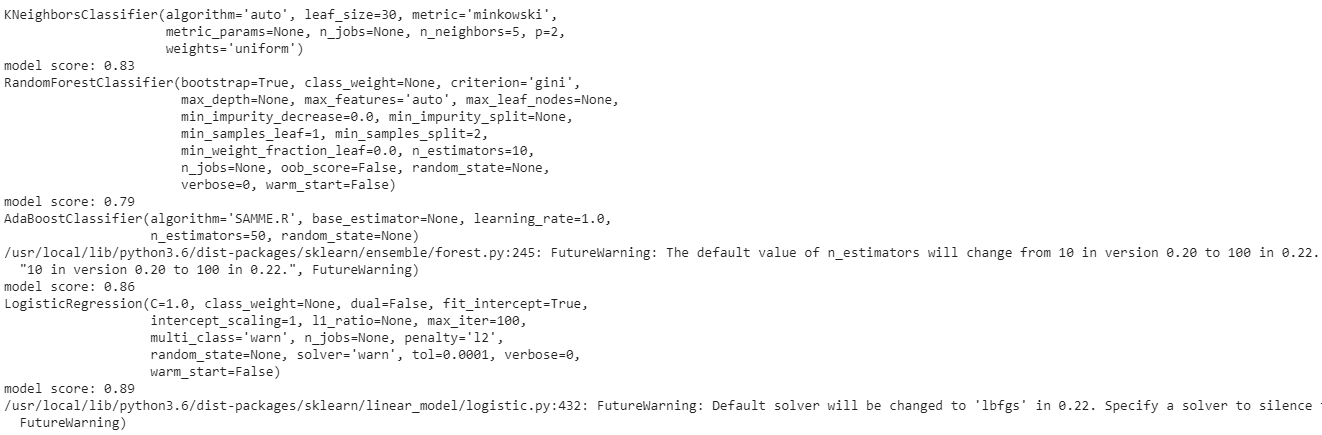 KNeighborsClassifier(algorithm='auto', leaf_size=30, metric='minkowski',
metric_params=None, n_jobs=None, n_neighbors=5, p=2,
weights='uniform')
model score: 0.83
RandomForestClassifier(bootstrap=True, class_weight=None, criterion='gini',
max_depth=None, max_features='auto', max_leaf_nodes=None,
min_impurity_decrease=0.0, min_impurity_split=None,
min_samples_leaf=1, min_samples_split=2,
min_weight_fraction_leaf=0.0, n_estimators=10,
n_jobs=None, oob_score=False, random_state=None,
verbose=0, warm_start=False)
model score: 0.79
AdaBoostClassifier(algorithm='SAMME.R', base_estimator=None, learning_rate=1.0,
n_estimators=50, random_state=None)
/usr/local/lib/python3.6/dist-packages/sklearn/ensemble/forest.py:245: FutureWarning: The default value of n_estimators will change from 10 in version 0.20 to 100 in 0.22.
"10 in version 0.20 to 100 in 0.22.", FutureWarning)
model score: 0.86
LogisticRegression(C=1.0, class_weight=None, dual=False, fit_intercept=True,
intercept_scaling=1, l1_ratio=None, max_iter=100,
multi_class='warn', n_jobs=None, penalty='l2',
random_state=None, solver='warn', tol=0.0001, verbose=0,
warm_start=False)
model score: 0.89
/usr/local/lib/python3.6/dist-packages/sklearn/linear_model/logistic.py:432: FutureWarning: Default solver will be changed to 'lbfgs' in 0.22. Specify a solver to silence
FutureWarning)